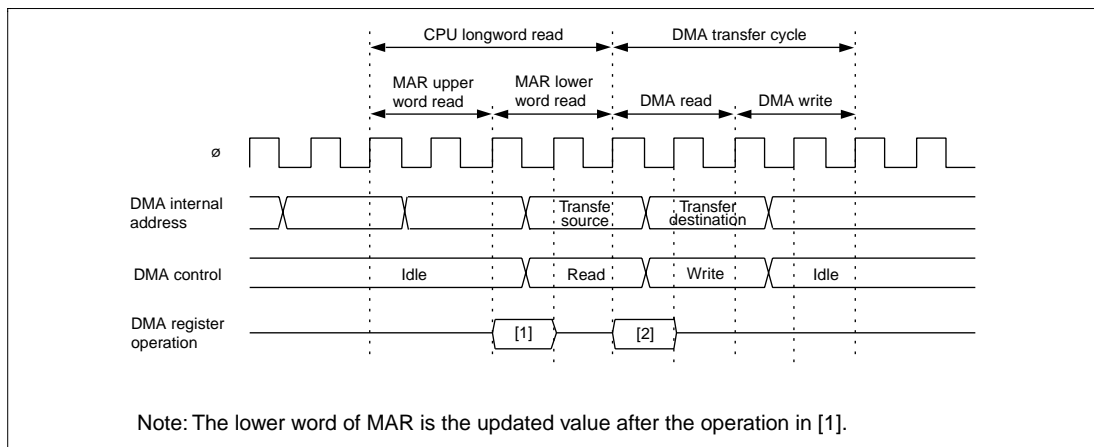 CPU longword read
DMA transfer cycle
MAR upper
word read
MAR lower
word read
DMA read
DMA write
ø
DMA internal
address
Transfe
source
Transfer
destination
DMA control
Idle
Read
Write
Idle
DMA register
operation
[1]
[2]
Note: The lower word of MAR is the updated value after the operation in [1].